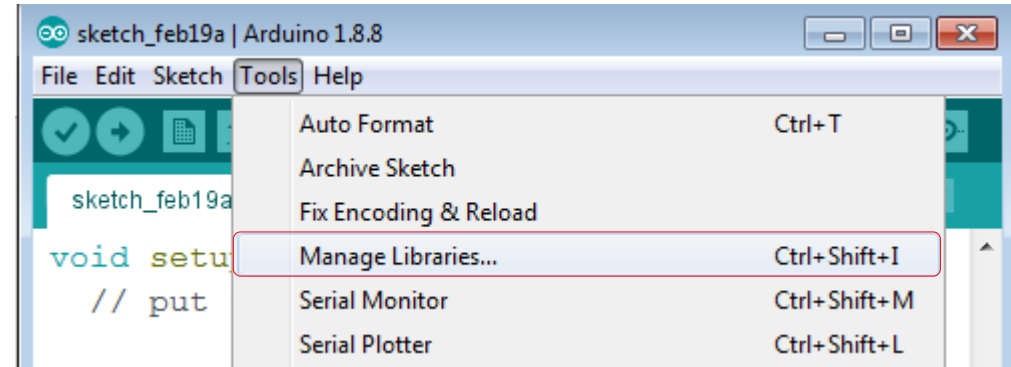 sketch_feb19a | Arduino 1.8.8
File Edit Sketch Tools Help
Auto Format Ctrl+T
Archive Sketch
sketch_feb19a
Fix Encoding & Reload
void setu
Manage Libraries... Ctrl+Shift+I
// put
Serial Monitor Ctrl+Shift+M
Serial Plotter Ctrl+Shift+L